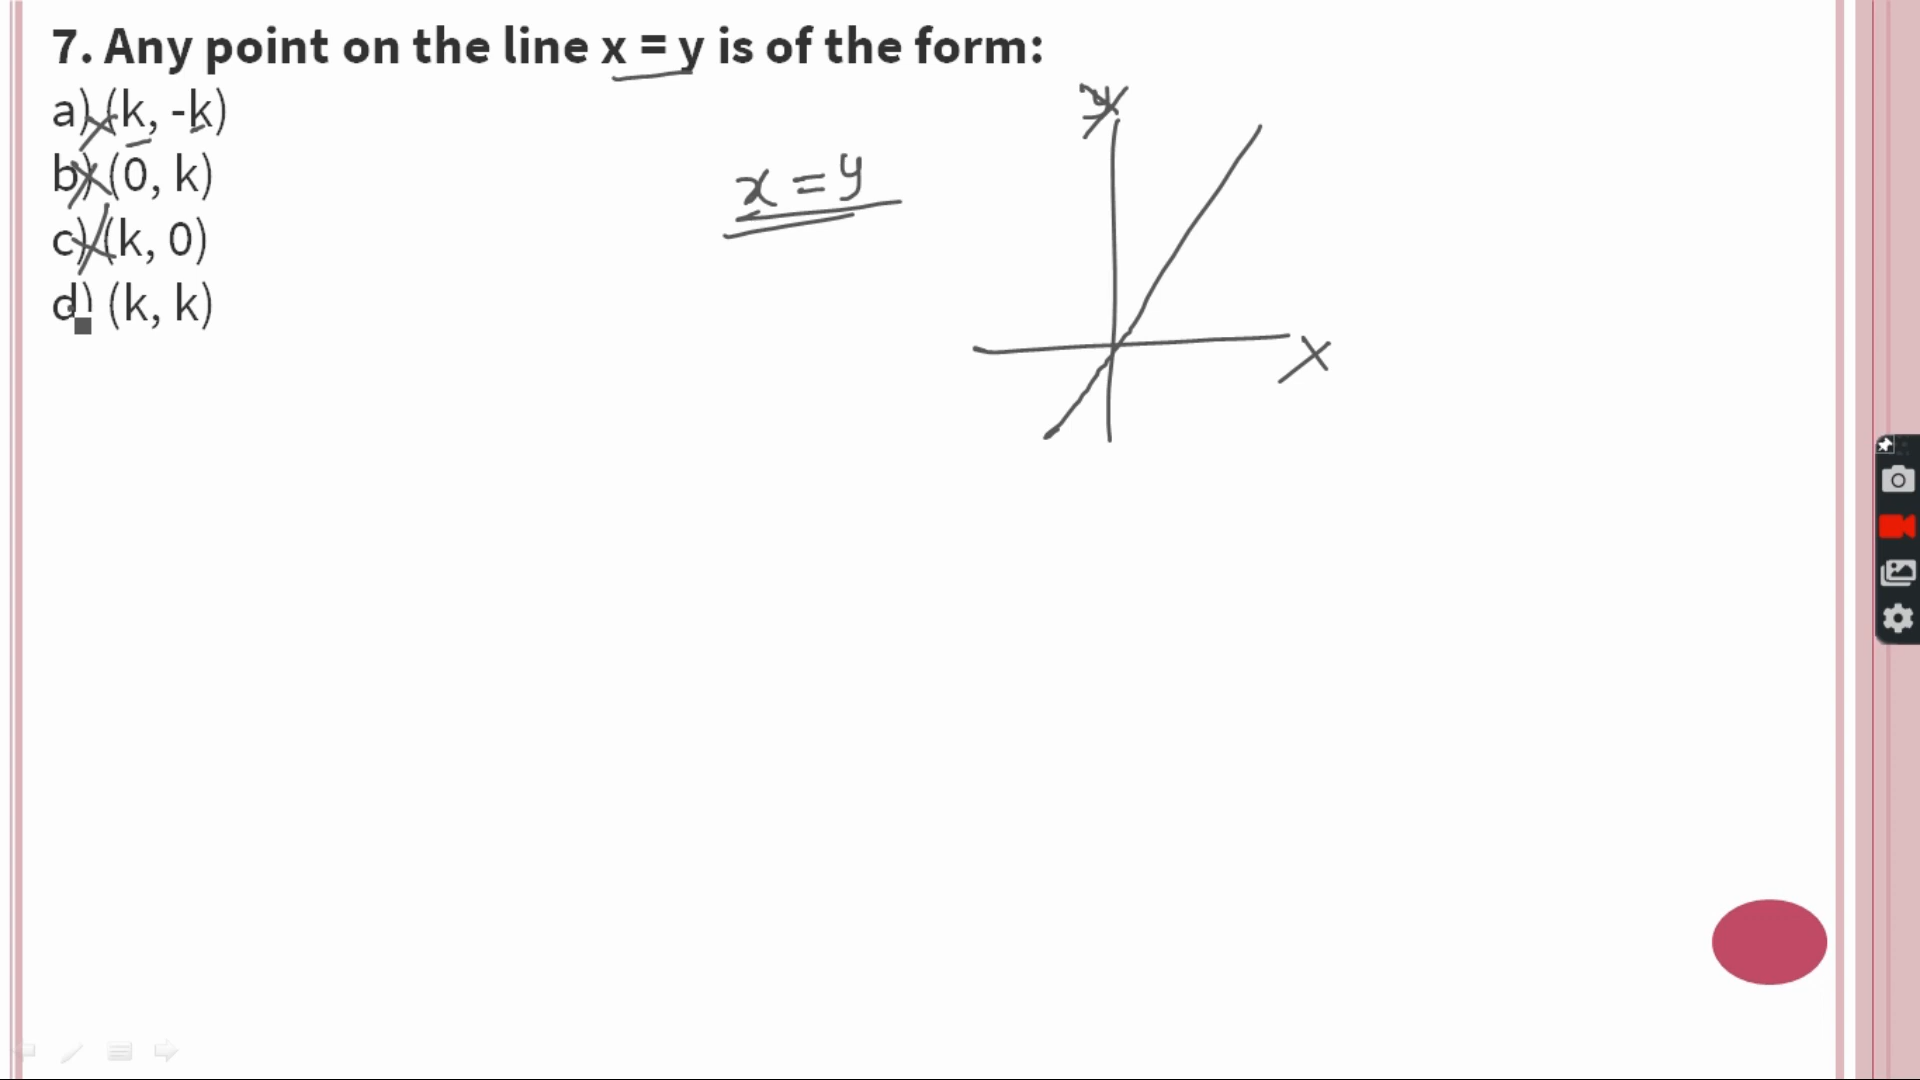 7. Any point on the line x = y is of the form:
a) (k, -k)
b) (0, k)
c) (k, 0)
d) (k, k)
x = y
y
x